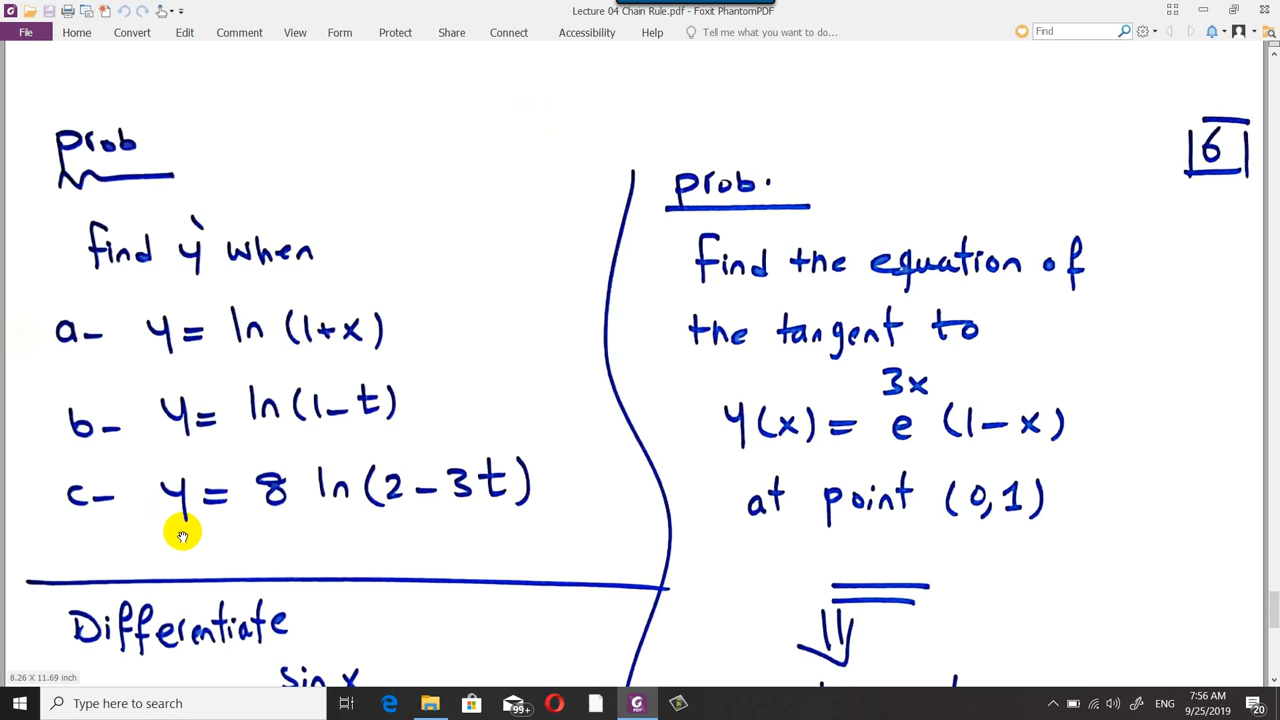 Lecture 04 Chain Rule.pdf - Foxit PhantomPDF
File Home Convert Edit Comment View Form Protect Share Connect Accessibility Help Tell me what you want to do... Find
prob
find y' when
a- y = ln (1+x)
b- y = ln(1-t)
c- y = 8 ln(2-3t)
Differentiate
sin x
6
prob.
find the equation of
the tangent to
y(x) = e^3x (1-x)
at point (0,1)
8.26 X 11.69 inch
Type here to search
99+
ENG
7:56 AM
9/25/2019
20